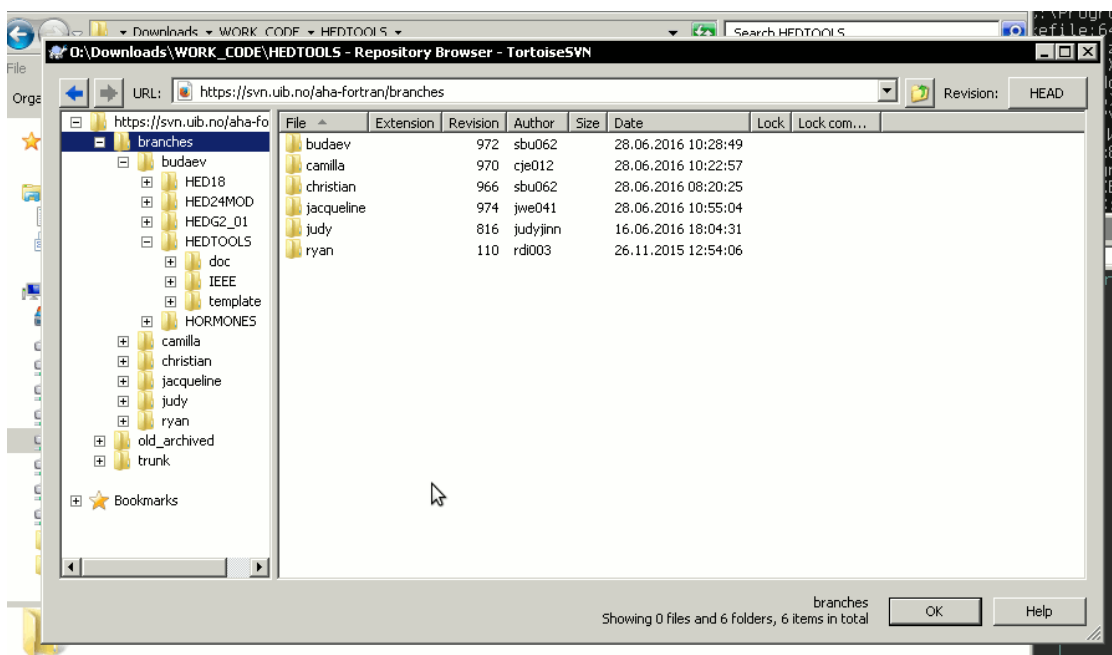 Downloads WORK_CODE HEDTOOLS
Search HEDTOOLS
O:\Downloads\WORK_CODE\HEDTOOLS - Repository Browser - TortoiseSVN
File
Orga
URL: https://svn.uib.no/aha-fortran/branches Revision: HEAD
https://svn.uib.no/aha-fo
branches
budaev
HED18
HED24MOD
HEDG2_01
HEDTOOLS
doc
IEEE
template
HORMONES
camilla
christian
jacqueline
judy
ryan
old_archived
trunk
Bookmarks
File Extension Revision Author Size Date Lock Lock com...
budaev 972 sbu062 28.06.2016 10:28:49
camilla 970 cje012 28.06.2016 10:22:57
christian 966 sbu062 28.06.2016 08:20:25
jacqueline 974 jwe041 28.06.2016 10:55:04
judy 816 judyjinn 16.06.2016 18:04:31
ryan 110 rdi003 26.11.2015 12:54:06
branches
Showing 0 files and 6 folders, 6 items in total
OK Help